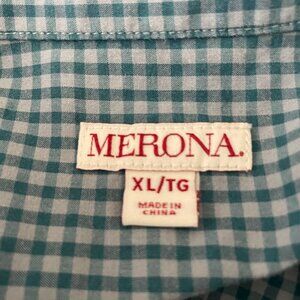 MERONA.
XL/TG
MADE IN
CHINA